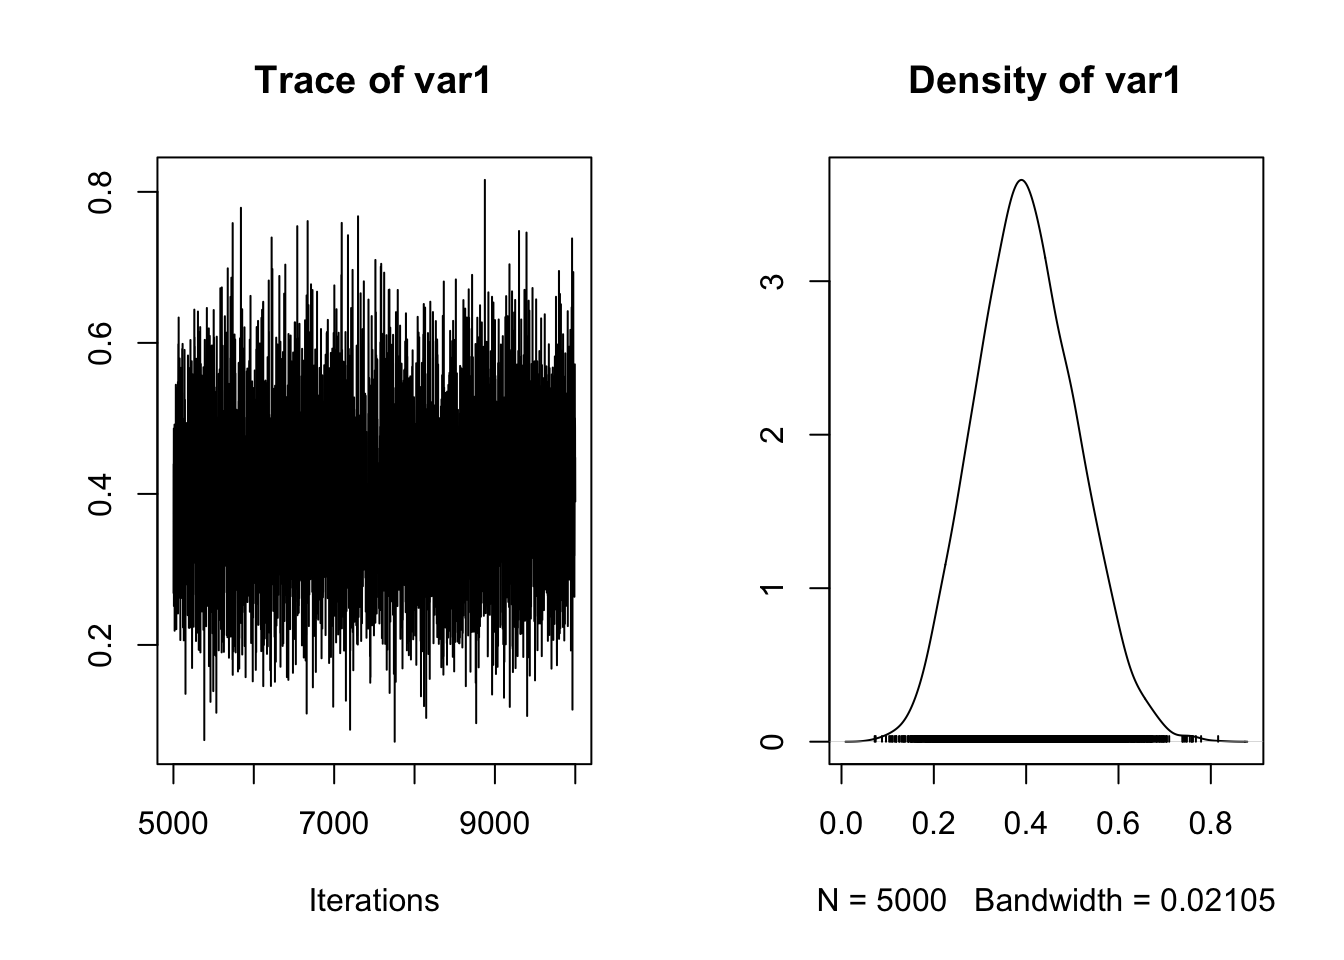 Trace of var1
0.8
0.6
0.4
0.2
5000 7000 9000
Iterations
Density of var1
3
2
1
0
0.0 0.2 0.4 0.6 0.8
N = 5000 Bandwidth = 0.02105